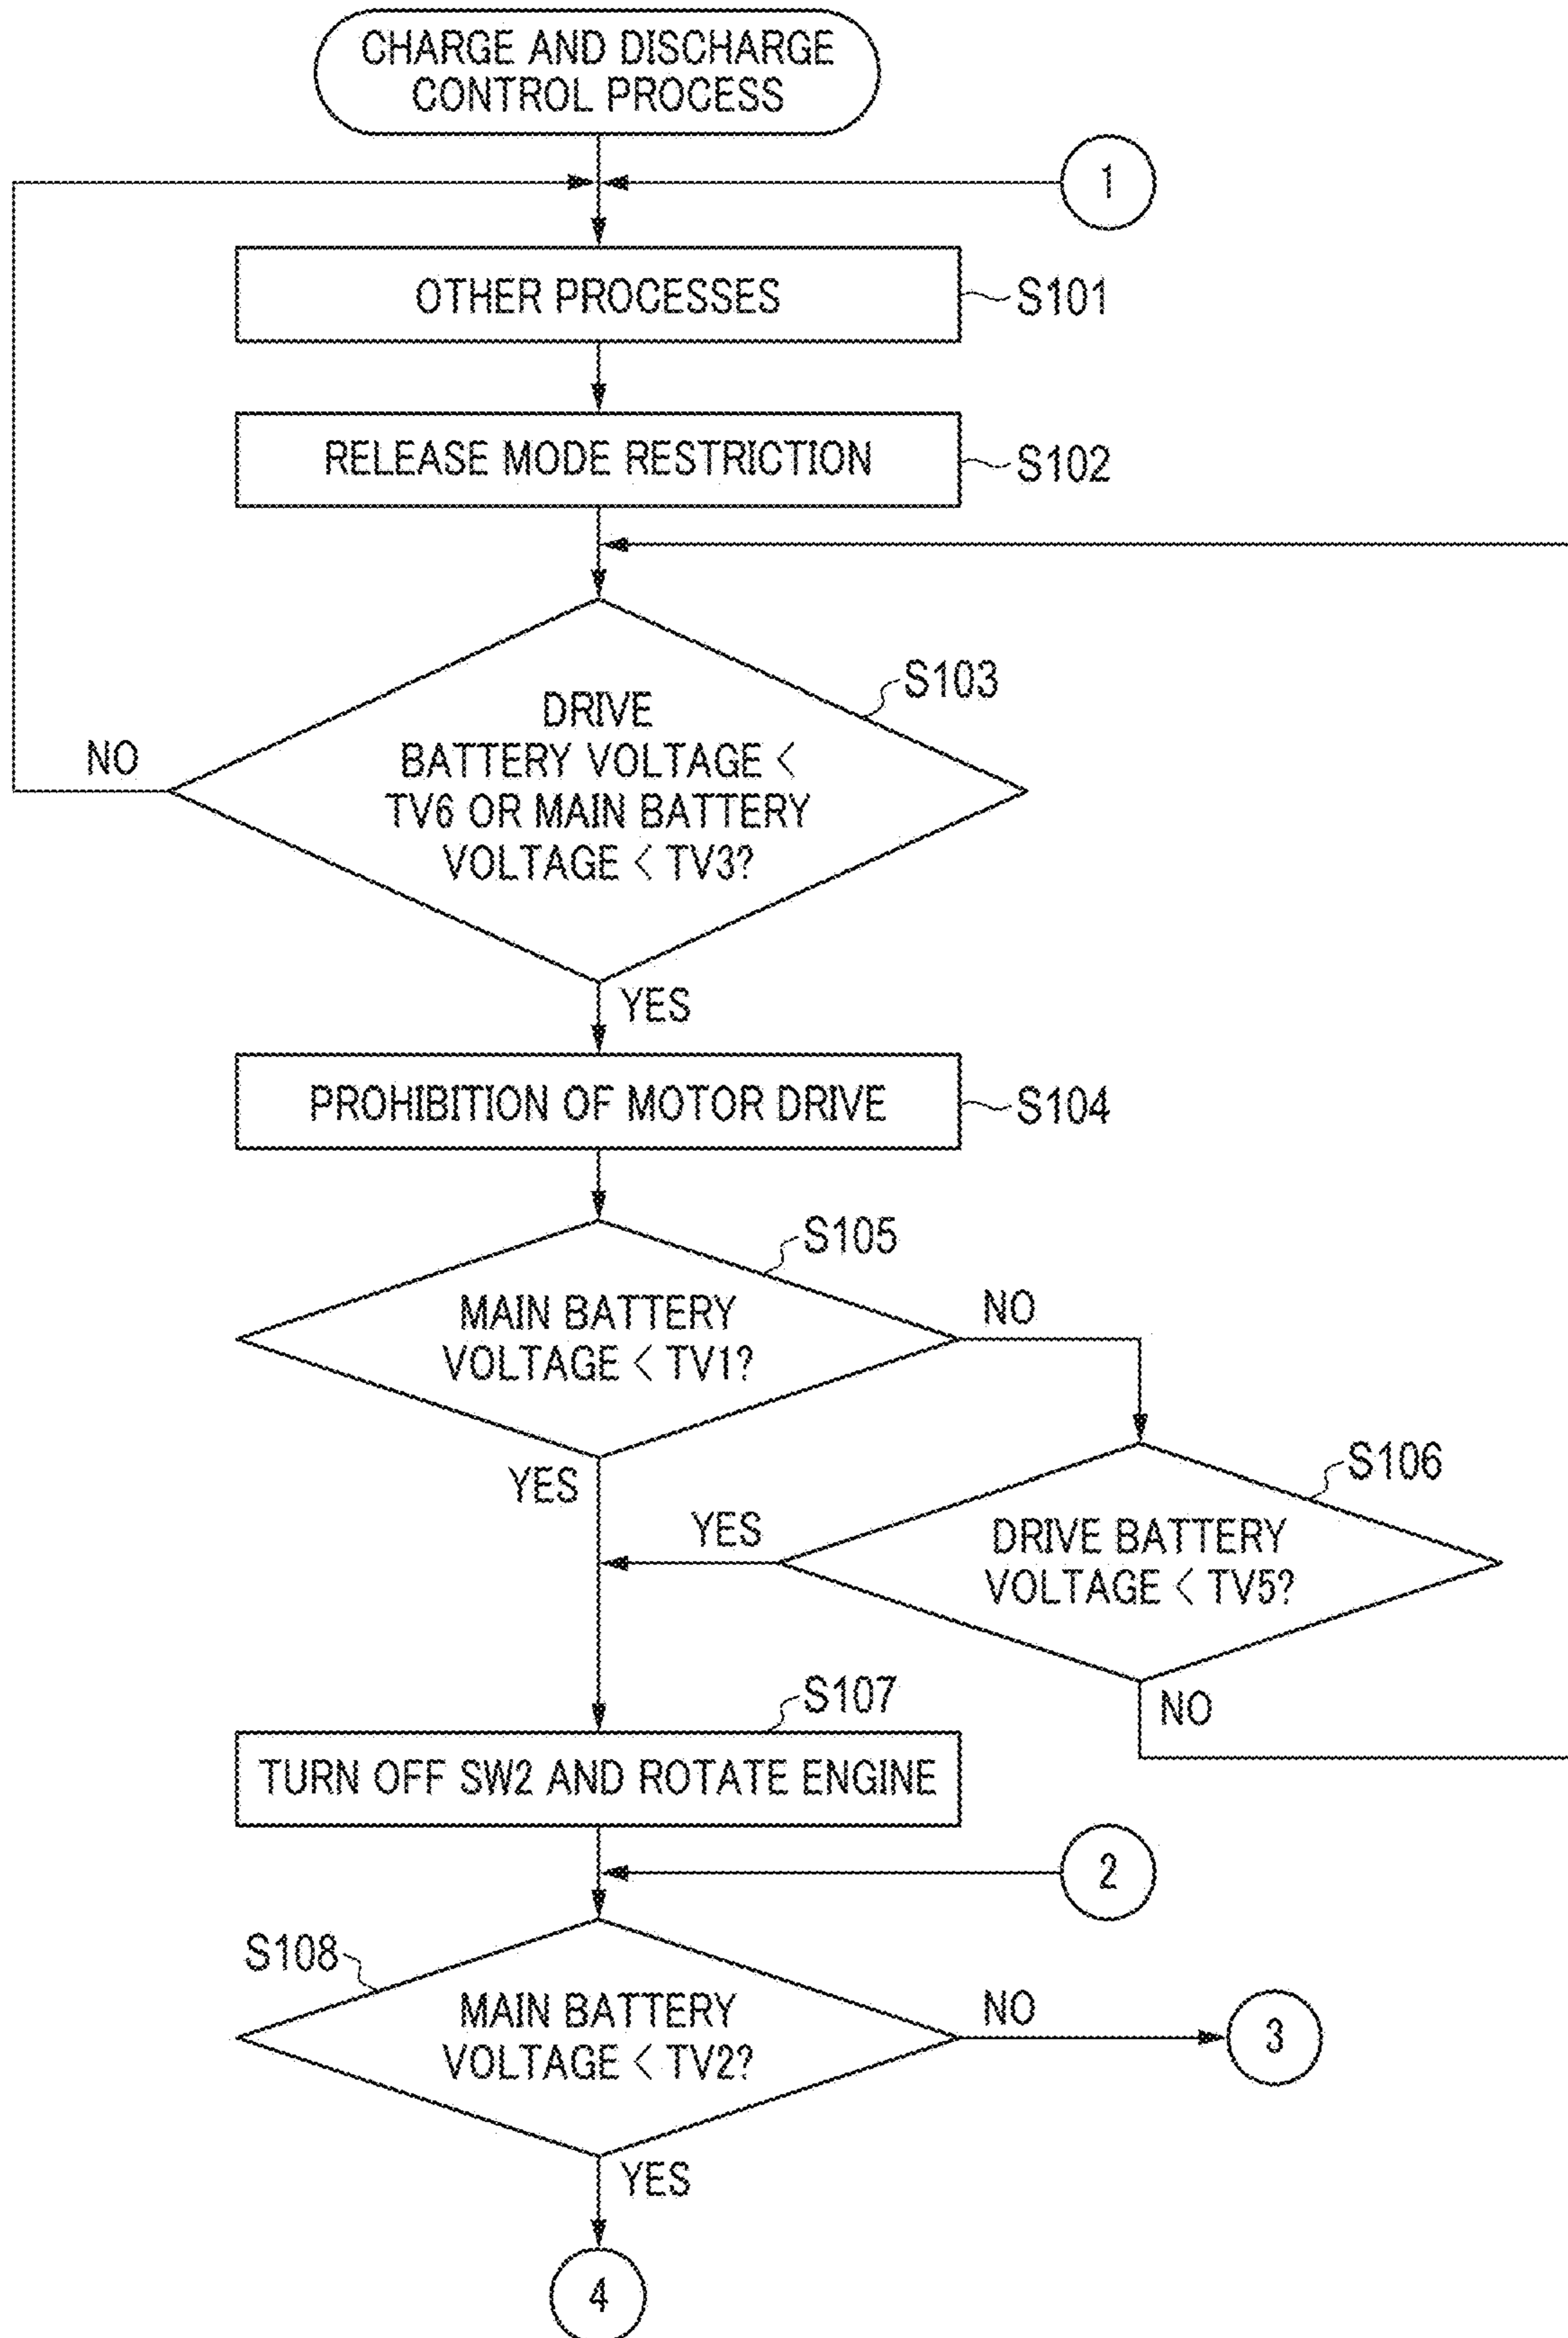 CHARGE AND DISCHARGE
CONTROL PROCESS
1
OTHER PROCESSES
S101
RELEASE MODE RESTRICTION
S102
S103
DRIVE
BATTERY VOLTAGE <
TV6 OR MAIN BATTERY
VOLTAGE < TV3?
NO
YES
PROHIBITION OF MOTOR DRIVE
S104
S105
MAIN BATTERY
VOLTAGE < TV1?
NO
YES
S106
DRIVE BATTERY
VOLTAGE < TV5?
YES
NO
S107
TURN OFF SW2 AND ROTATE ENGINE
2
S108
MAIN BATTERY
VOLTAGE < TV2?
NO
3
YES
4